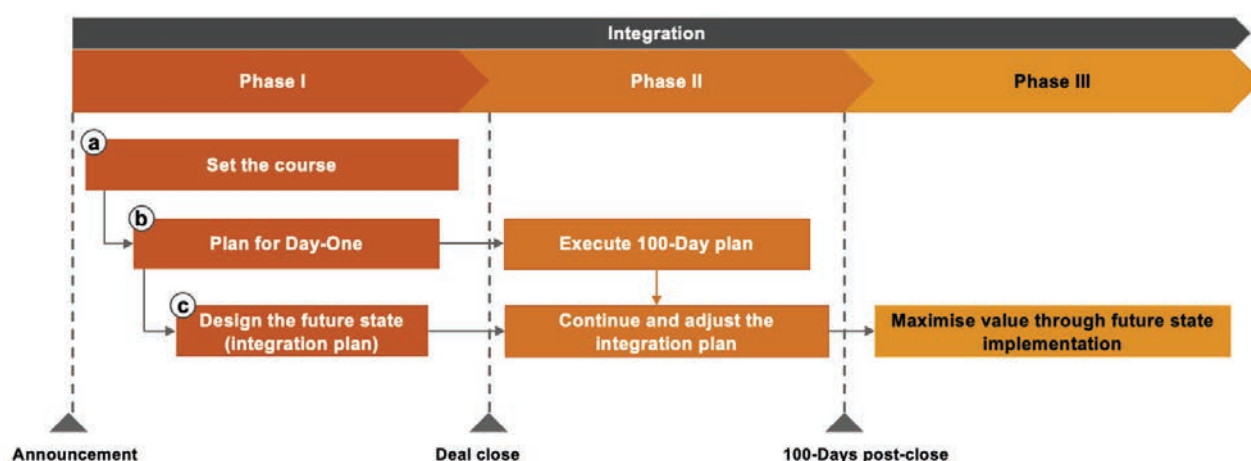 Integration
Phase I
Phase II
Phase III
a
Set the course
b
Plan for Day-One
Execute 100-Day plan
c
Design the future state
(integration plan)
Continue and adjust the
integration plan
Maximise value through future state
implementation
Announcement
Deal close
100-Days post-close